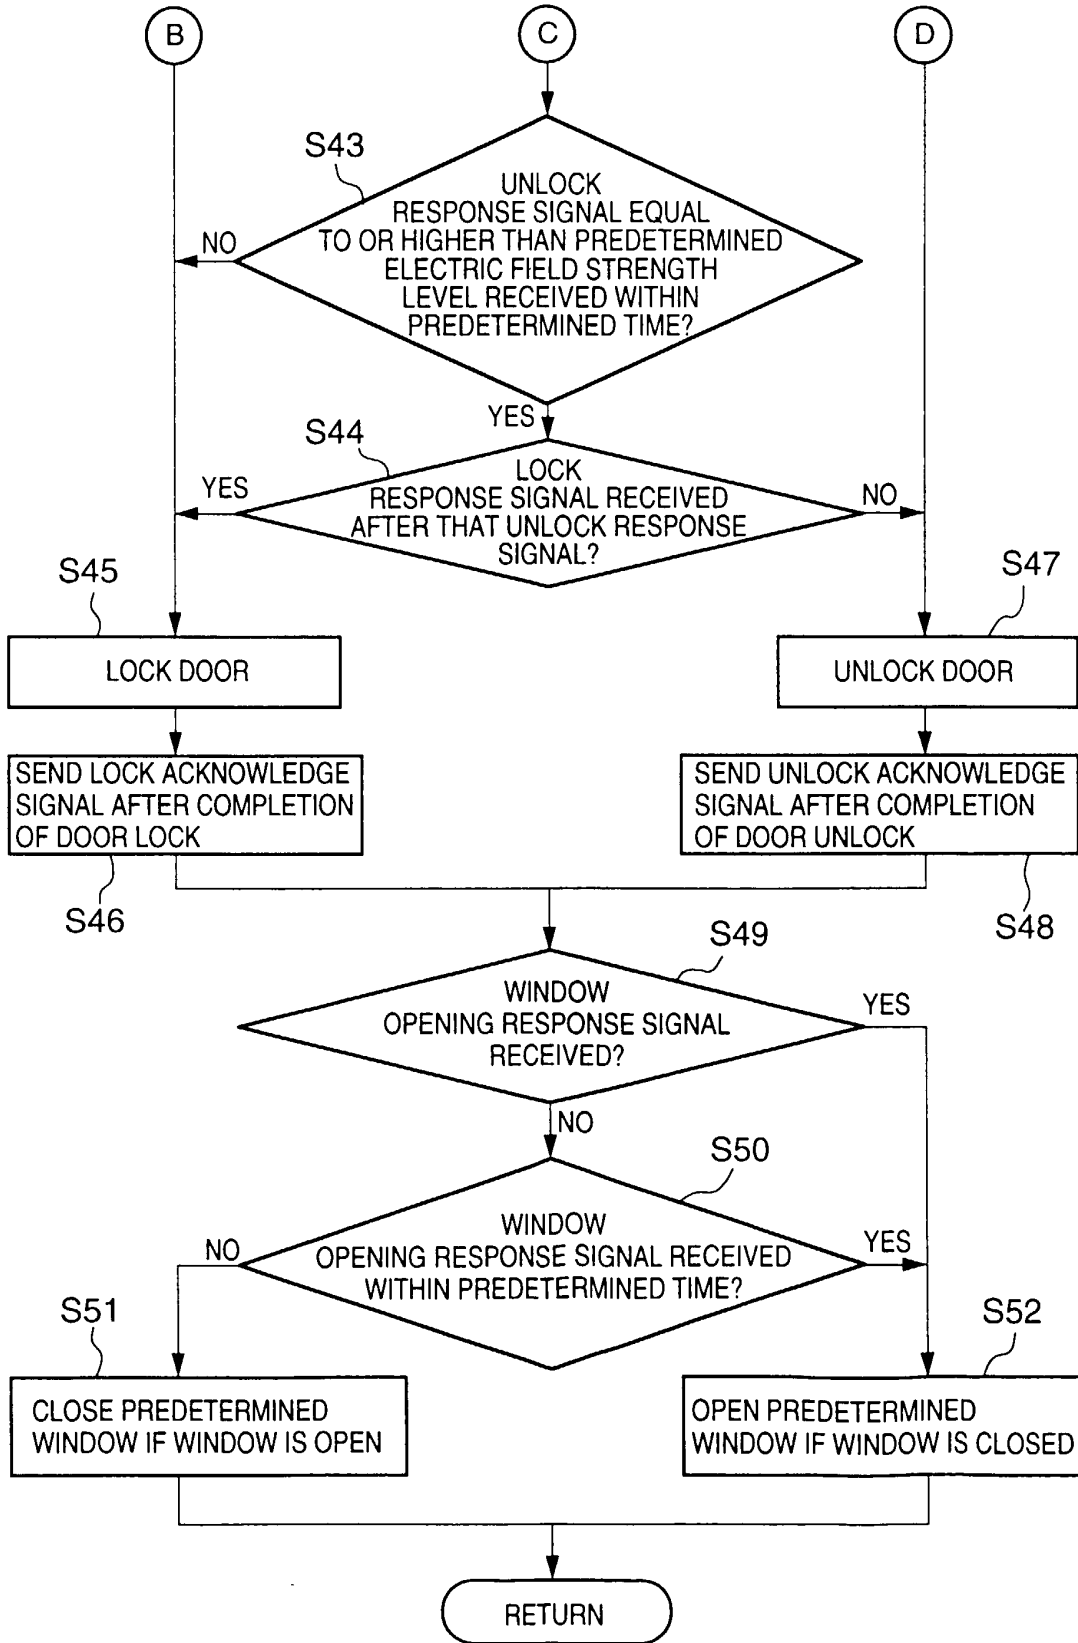 B
C
D
S43
UNLOCK
RESPONSE SIGNAL EQUAL
TO OR HIGHER THAN PREDETERMINED
ELECTRIC FIELD STRENGTH
LEVEL RECEIVED WITHIN
PREDETERMINED TIME?
NO
YES
S44
LOCK
RESPONSE SIGNAL RECEIVED
AFTER THAT UNLOCK RESPONSE
SIGNAL?
YES
NO
S45
LOCK DOOR
S47
UNLOCK DOOR
SEND LOCK ACKNOWLEDGE
SIGNAL AFTER COMPLETION
OF DOOR LOCK
S46
SEND UNLOCK ACKNOWLEDGE
SIGNAL AFTER COMPLETION
OF DOOR UNLOCK
S48
S49
WINDOW
OPENING RESPONSE SIGNAL
RECEIVED?
YES
NO
S50
WINDOW
OPENING RESPONSE SIGNAL RECEIVED
WITHIN PREDETERMINED TIME?
NO
YES
S51
CLOSE PREDETERMINED
WINDOW IF WINDOW IS OPEN
S52
OPEN PREDETERMINED
WINDOW IF WINDOW IS CLOSED
RETURN